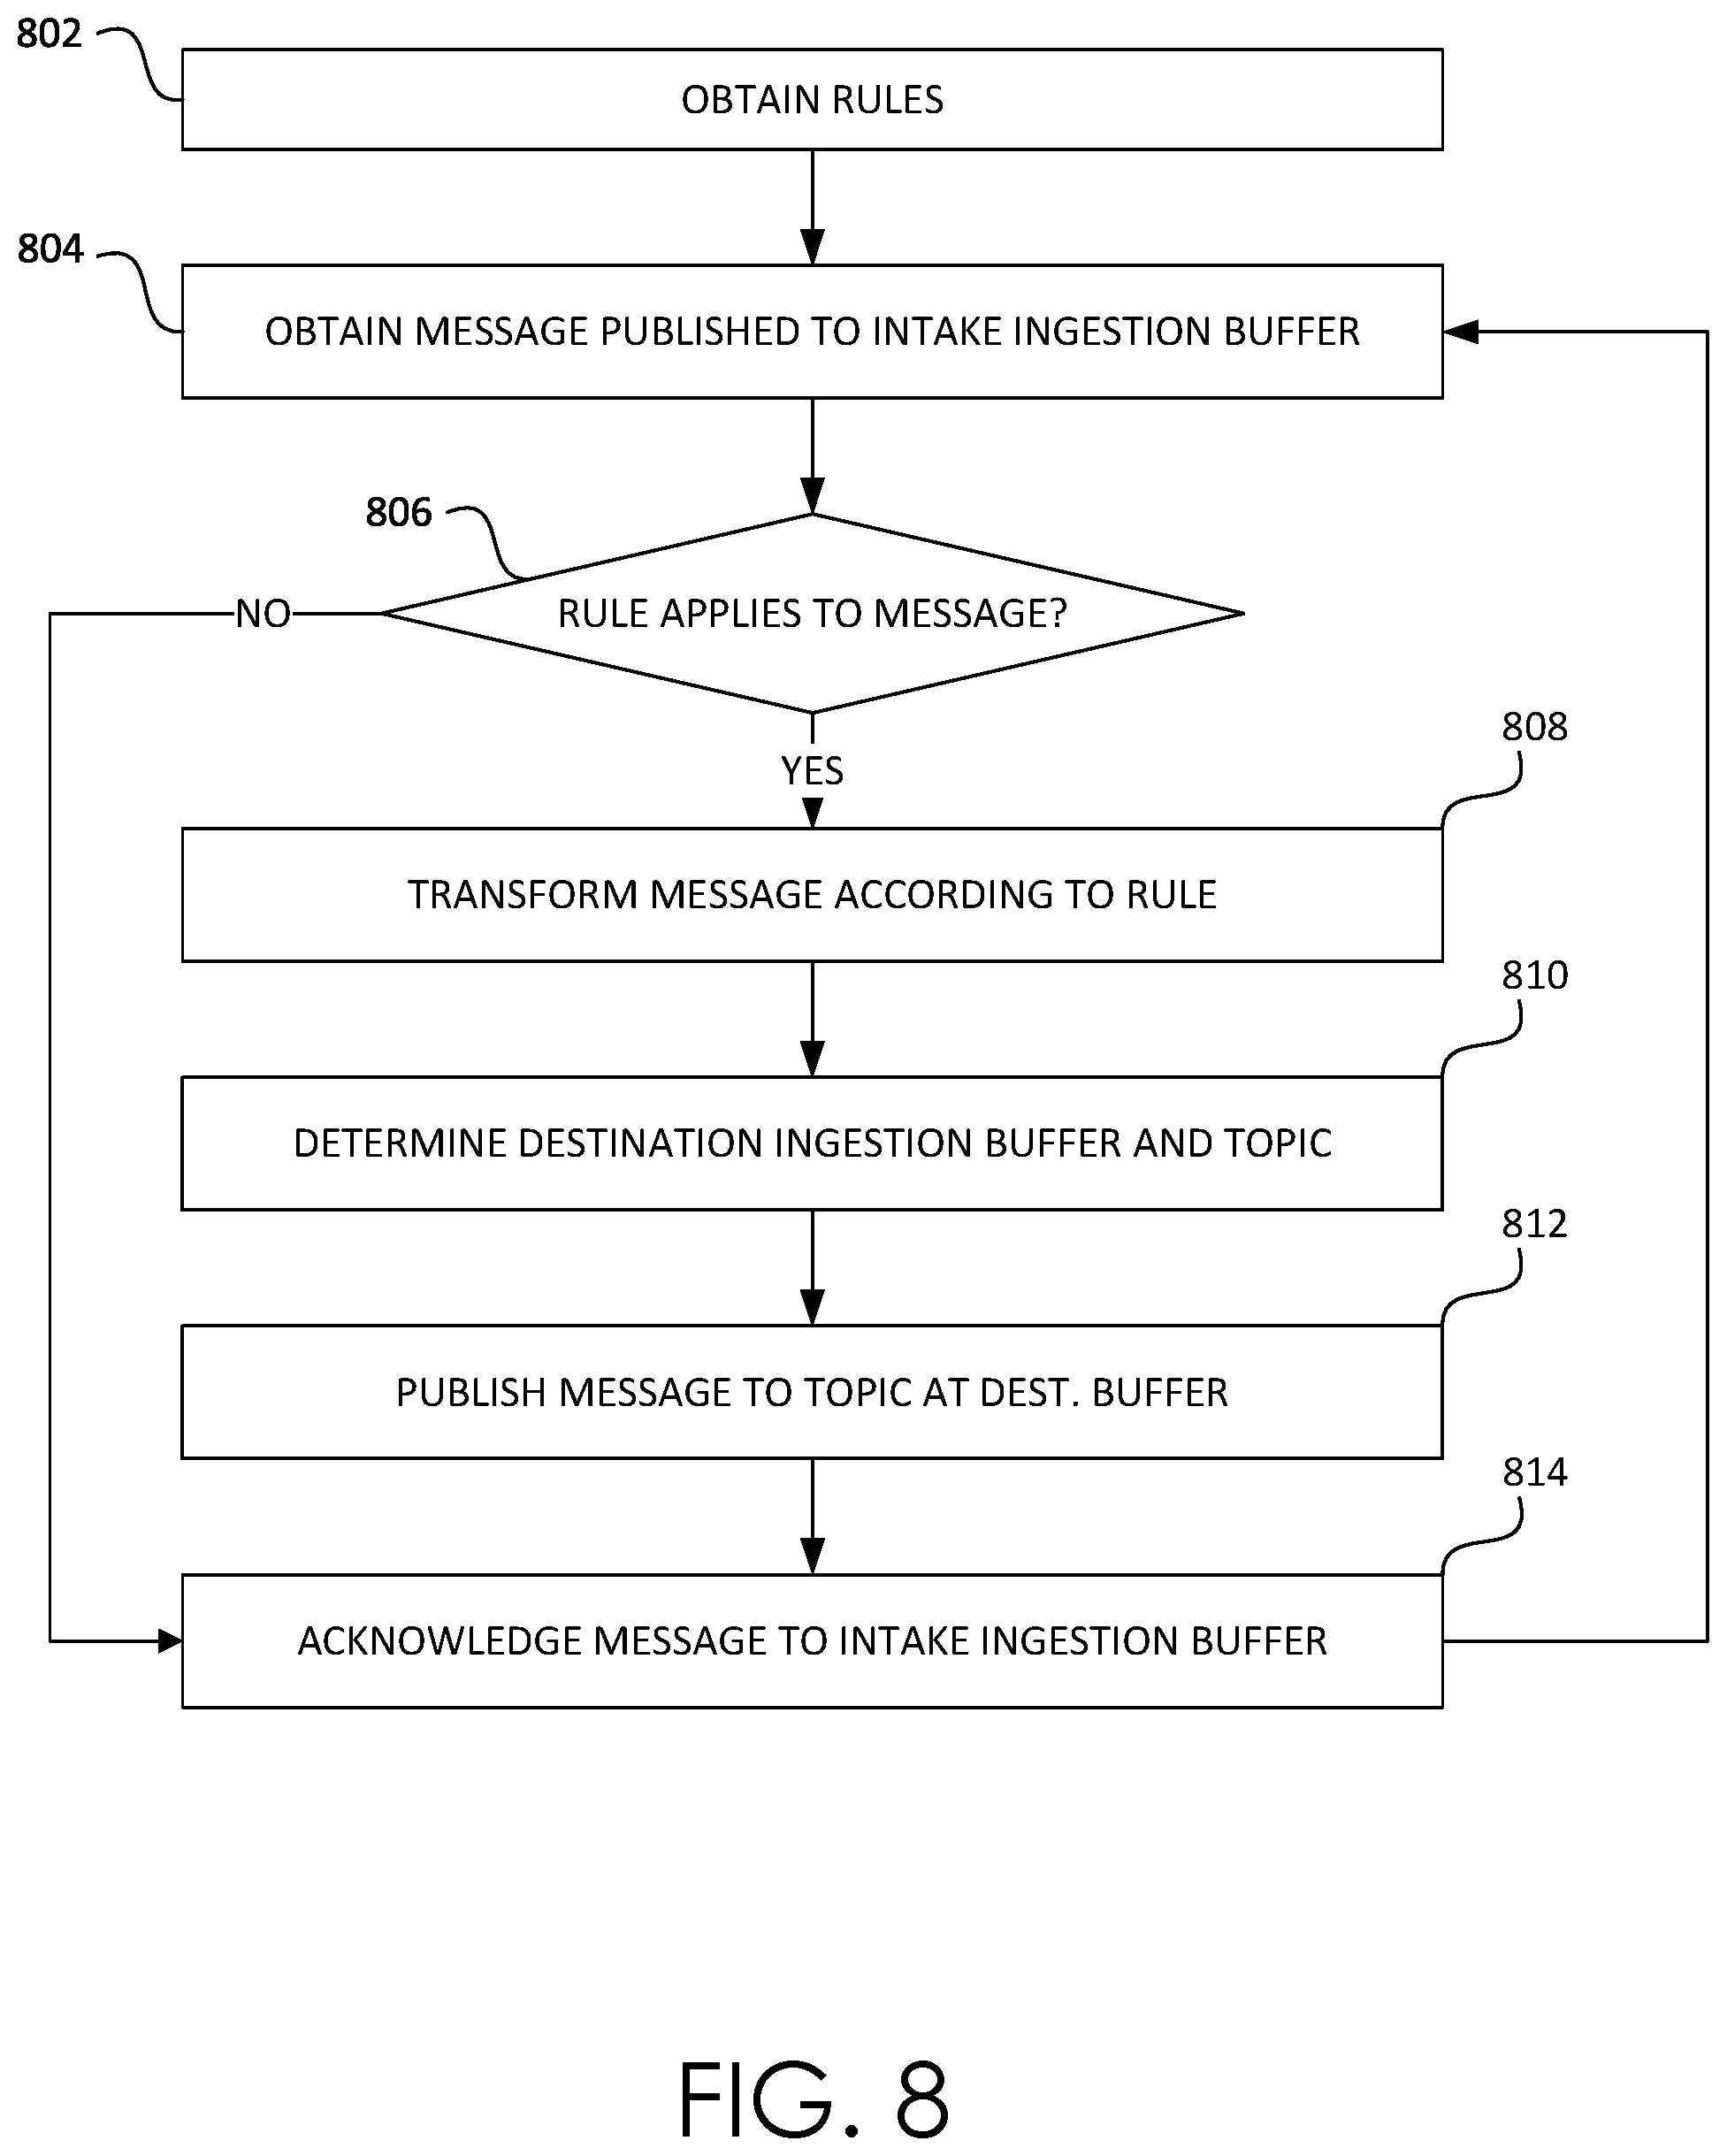 802
OBTAIN RULES
804
OBTAIN MESSAGE PUBLISHED TO INTAKE INGESTION BUFFER
806
RULE APPLIES TO MESSAGE?
NO
YES
808
TRANSFORM MESSAGE ACCORDING TO RULE
810
DETERMINE DESTINATION INGESTION BUFFER AND TOPIC
812
PUBLISH MESSAGE TO TOPIC AT DEST. BUFFER
814
ACKNOWLEDGE MESSAGE TO INTAKE INGESTION BUFFER
FIG. 8